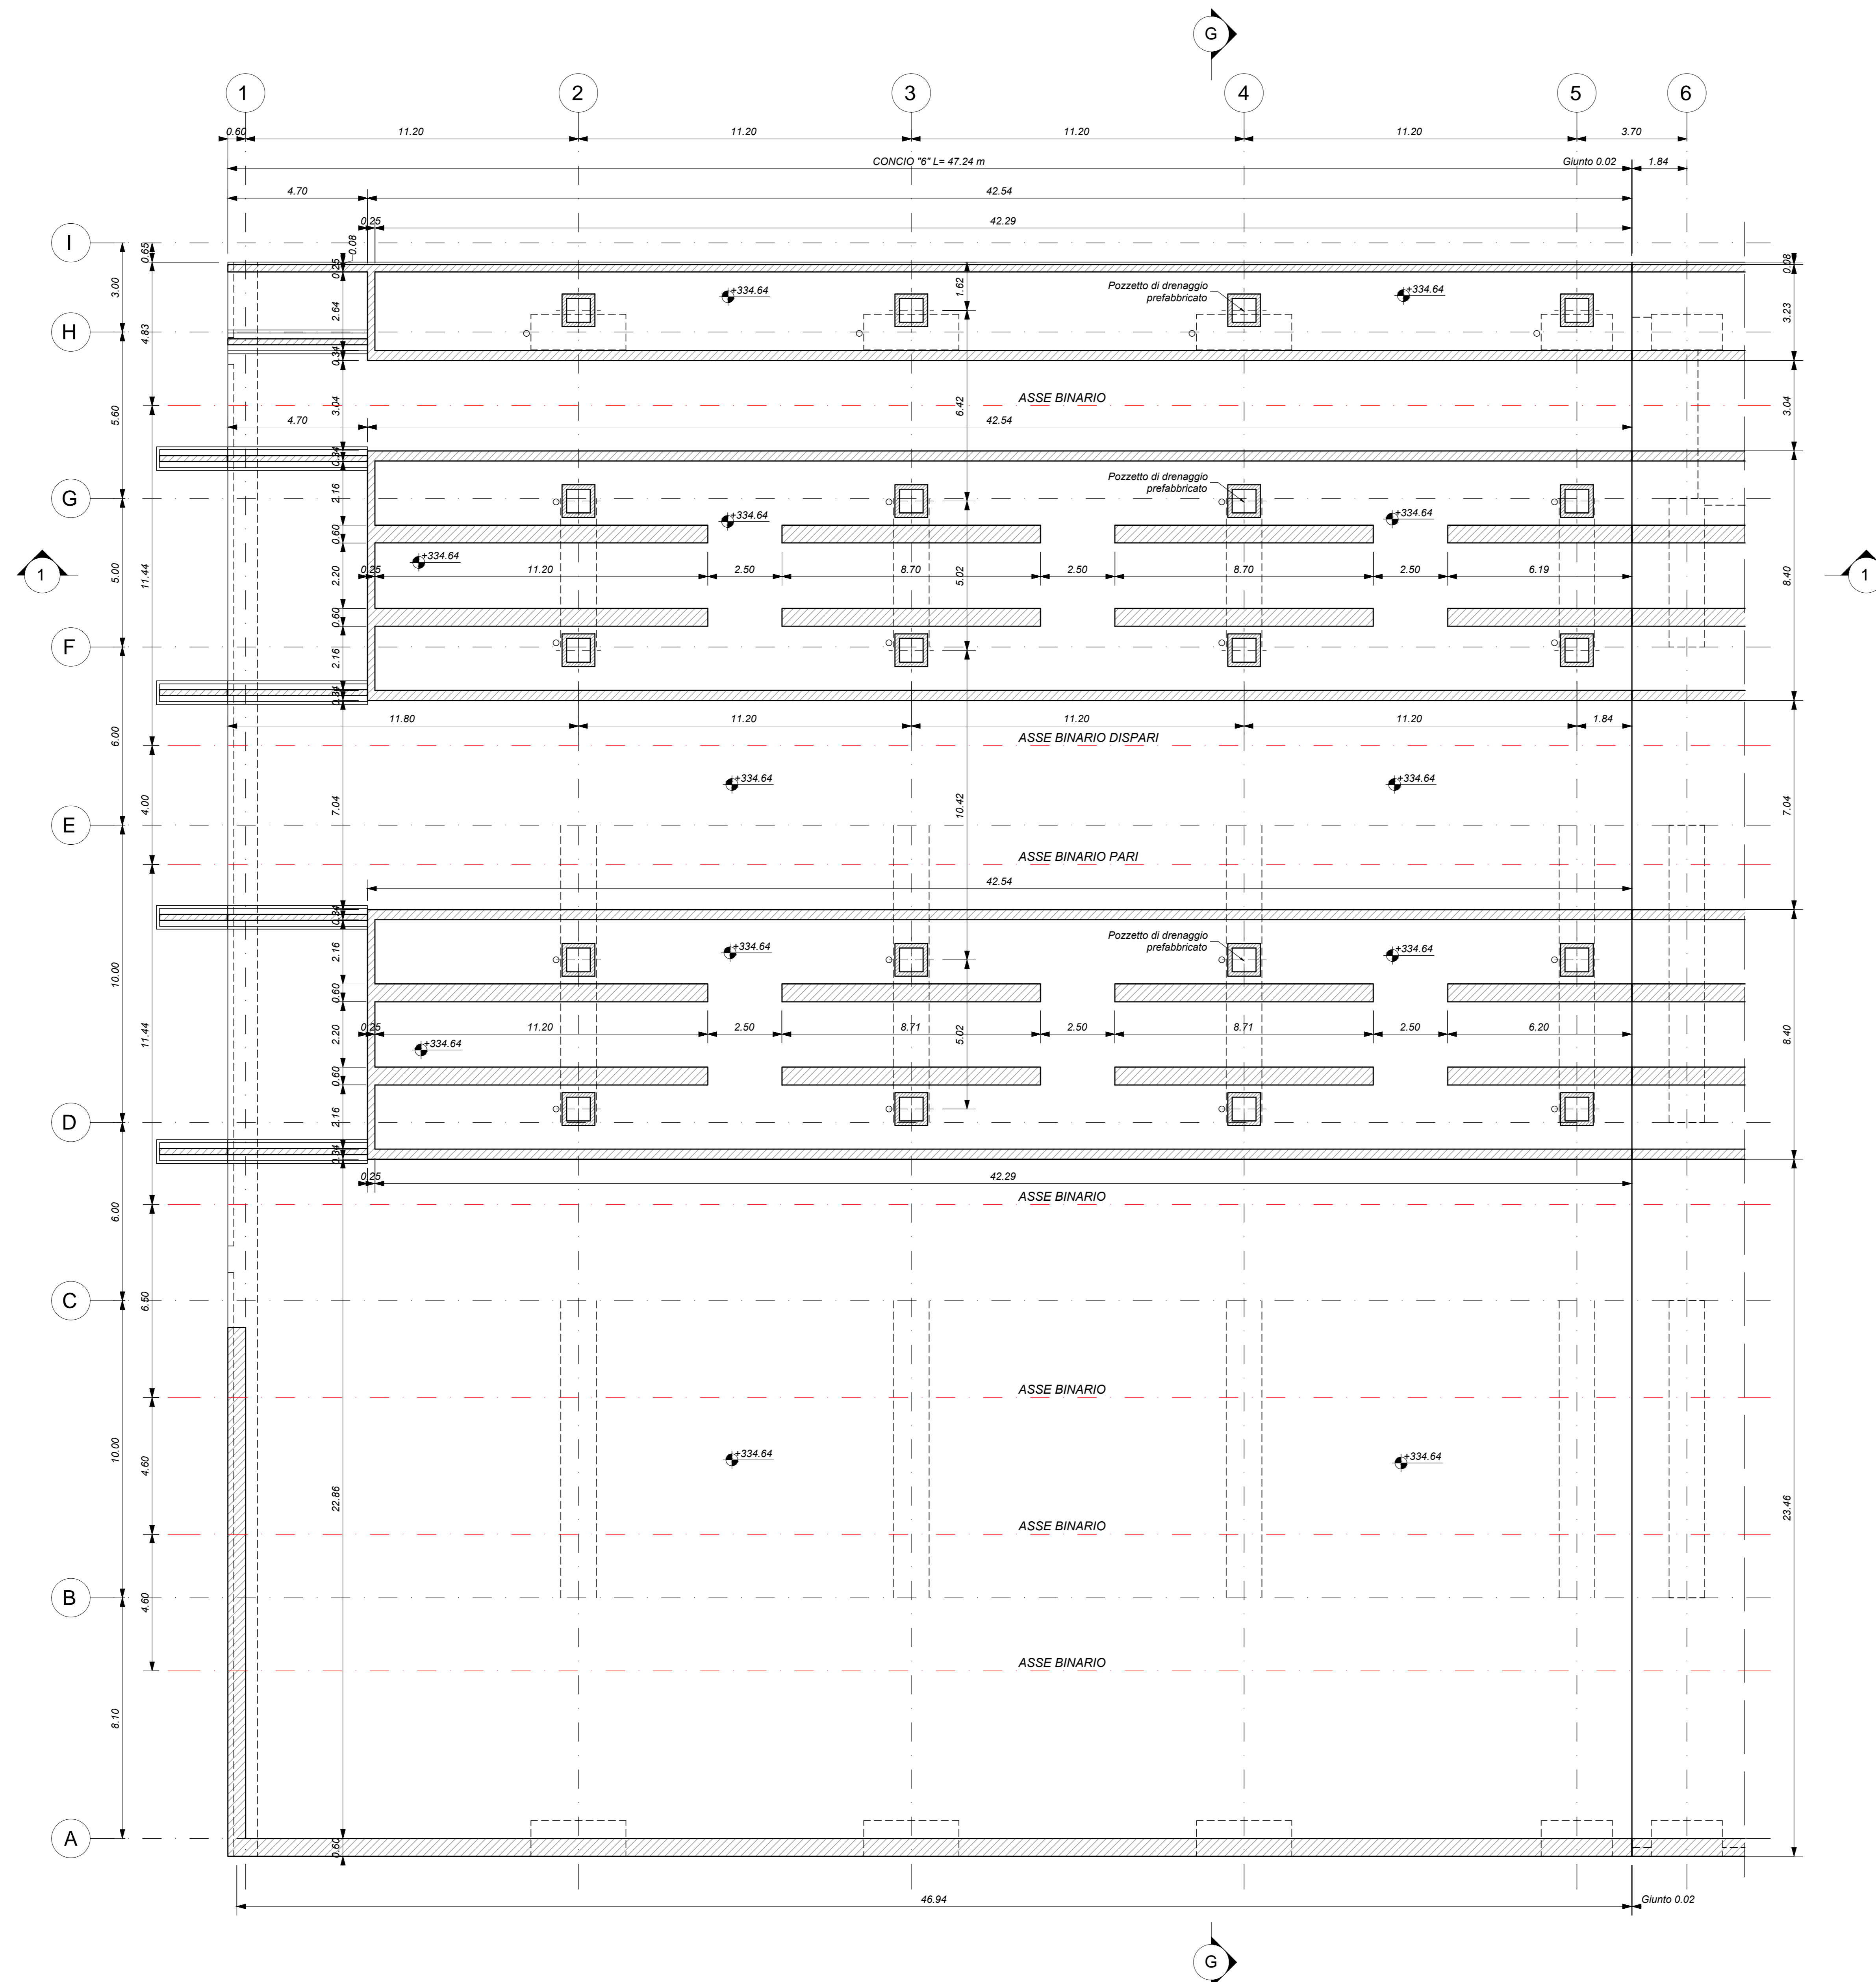 G
1 2 3 4 5 6
0.60 11.20 11.20 11.20 11.20 3.70
CONCIO "6" L= 47.24 m Giunto 0.02 1.84
4.70 42.54
0.25 42.29
I
0.65
0.08
0.25
0.08
3.00
1.62
+334.64
Pozzetto di drenaggio
prefabbricato
+334.64
2.64
3.23
H
4.83
0.34
ASSE BINARIO
3.04
6.42
3.04
5.60
4.70 42.54
0.34
Pozzetto di drenaggio
prefabbricato
G
2.16
+334.64
+334.64
0.60
+334.64
1
5.00
11.44
2.20
0.25 11.20 2.50 8.70 5.02 2.50 8.70 2.50 6.19
8.40
1
0.60
F
2.16
0.34
11.80 11.20 11.20 11.20 1.84
6.00
ASSE BINARIO DISPARI
+334.64
+334.64
4.00
7.04
10.42
7.04
E
ASSE BINARIO PARI
42.54
0.34
Pozzetto di drenaggio
prefabbricato
2.16
+334.64
+334.64
10.00
0.60
11.44
2.20
0.25 11.20 2.50 8.71 5.02 2.50 8.71 2.50 6.20
8.40
+334.64
0.60
D
2.16
0.34
0.25 42.29
ASSE BINARIO
6.00
C
6.50
ASSE BINARIO
10.00
4.60
+334.64
+334.64
22.86
23.46
ASSE BINARIO
B
4.60
ASSE BINARIO
8.10
A
0.60
46.94 Giunto 0.02
G